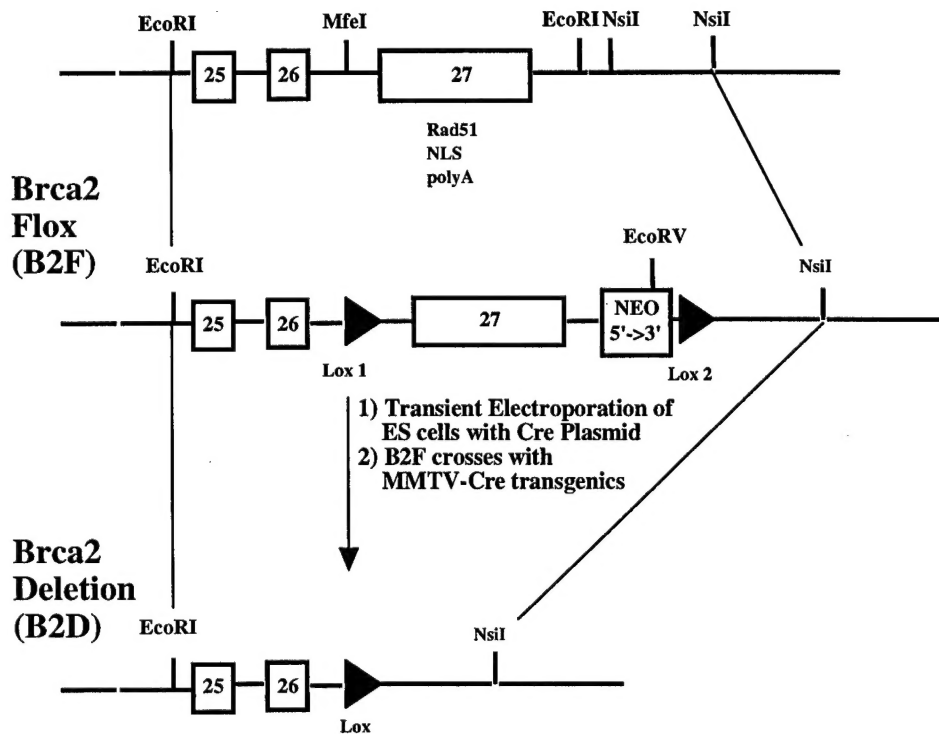 EcoRI MfeI EcoRI NsiI NsiI
25 26 27
Rad51
NLS
polyA
Brca2
Flox
(B2F)
EcoRI EcoRV NsiI
25 26 27 NEO
5'->3'
Lox 1 Lox 2
1) Transient Electroporation of
ES cells with Cre Plasmid
2) B2F crosses with
MMTV-Cre transgenics
Brca2
Deletion
(B2D)
EcoRI NsiI
25 26
Lox